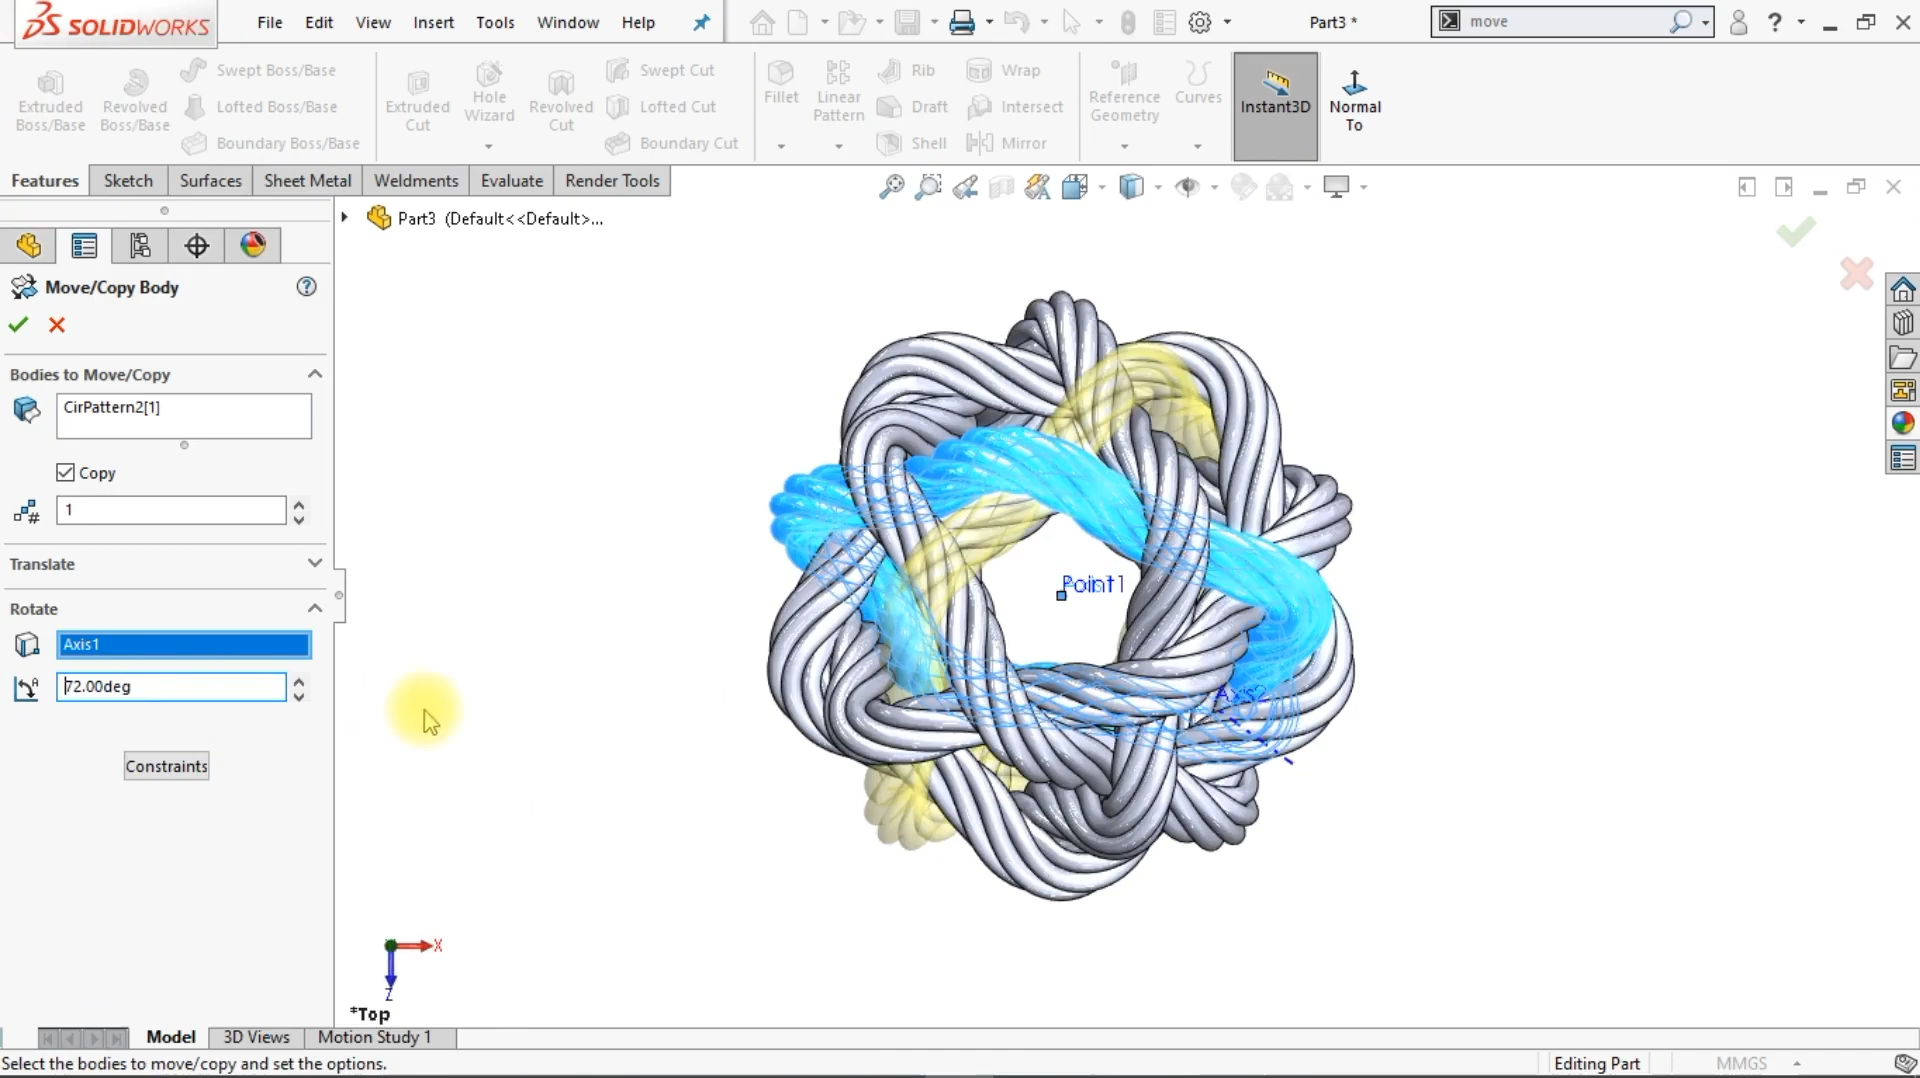 SOLIDWORKS File Edit View Insert Tools Window Help Part3 * move ?
Extruded Boss/Base
Revolved Boss/Base
Swept Boss/Base
Lofted Boss/Base
Boundary Boss/Base
Extruded Cut
Hole Wizard
Revolved Cut
Swept Cut
Lofted Cut
Boundary Cut
Fillet
Linear Pattern
Rib
Draft
Shell
Wrap
Intersect
Mirror
Reference Geometry
Curves
Instant3D
Normal To
Features Sketch Surfaces Sheet Metal Weldments Evaluate Render Tools
Part3 (Default<<Default>...
Move/Copy Body ?
Bodies to Move/Copy
CirPattern2[1]
Copy
1
Translate
Rotate
Axis1
72.00deg
Constraints
Point1
Axis2
X
Z
*Top
Model 3D Views Motion Study 1
Select the bodies to move/copy and set the options. Editing Part MMGS